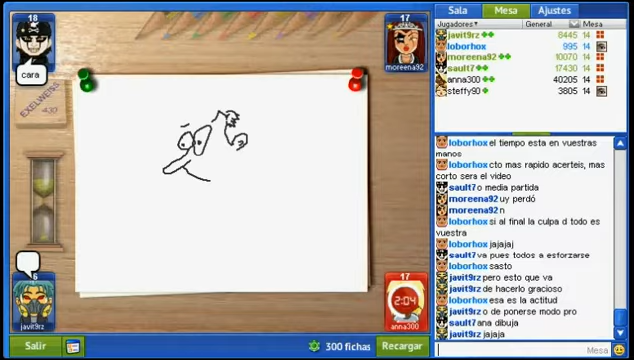 18
cara
17
moreena92
EXELWEISS
6
javit9rz
17
2:04
anna300
Salir
300 fichas
Recargar
Sala Mesa Ajustes
Jugadores General Mesa
javit9rz 8445 14
loborhox 995 14
moreena92 10070 14
sault7 17430 14
anna300 40205 14
steffy90 3805 14
loborhox el tiempo esta en vuestras
manos
loborhox cto mas rapido acerteis, mas
corto sera el video
sault7 o media partida
moreena92 uy perdó
moreena92 n
loborhox si al final la culpa d todo es
vuestra
loborhox jajajaj
sault7 va pues todos a esforzarse
loborhox sasto
javit9rz pero esto que va
javit9rz de hacerlo gracioso
loborhox esa es la actitud
javit9rz o de ponerse modo pro
sault7 ana dibuja
javit9rz jajaja
Mesa